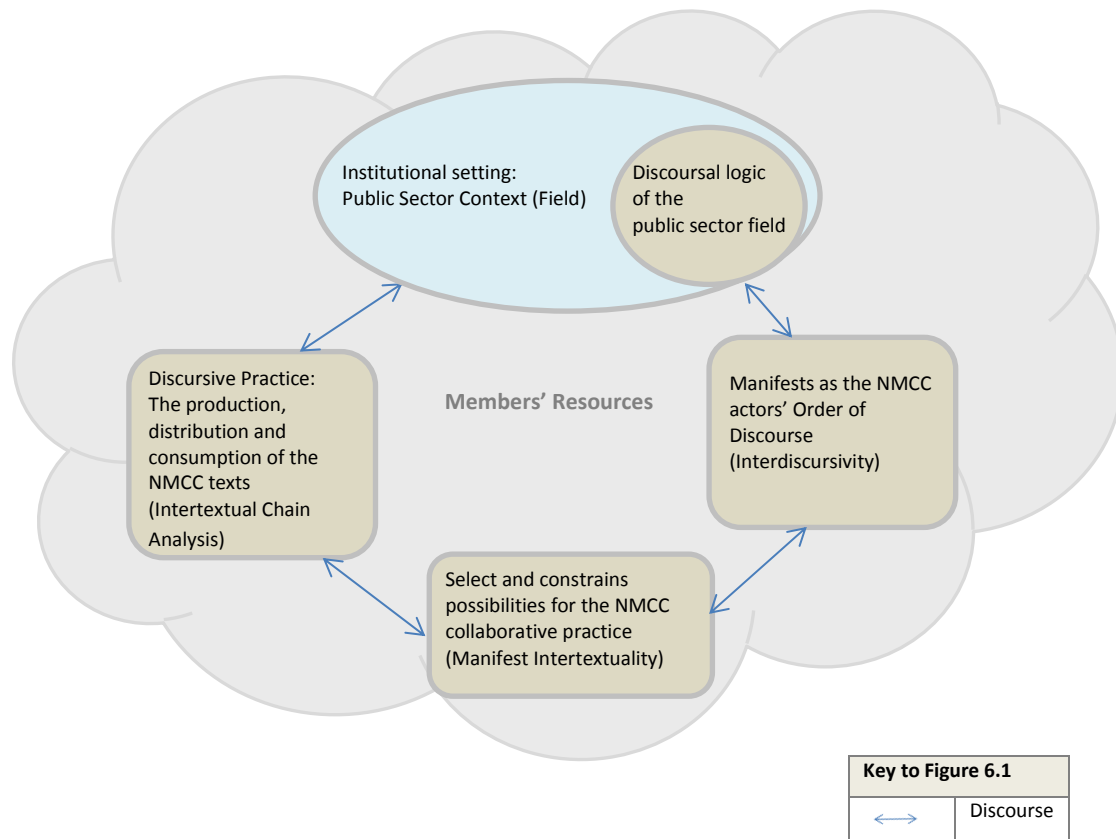 Institutional setting:
Public Sector Context (Field)
Discoursal logic
of the
public sector field
Discursive Practice:
The production,
distribution and
consumption of the
NMCC texts
(Intertextual Chain
Analysis)
Members’ Resources
Manifests as the NMCC
actors’ Order of
Discourse
(Interdiscursivity)
Select and constrains
possibilities for the NMCC
collaborative practice
(Manifest Intertextuality)
Key to Figure 6.1
Discourse